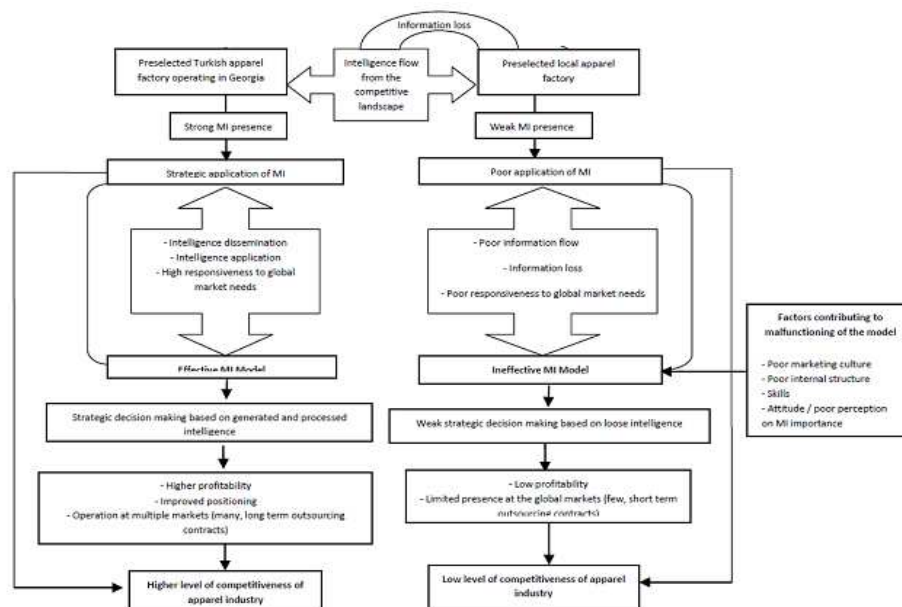 Information loss
Preselected Turkish apparel
factory operating in Georgia
Intelligence flow
from the
competitive
landscape
Preselected local apparel
factory
Strong MI presence
Weak MI presence
Strategic application of MI
Poor application of MI
- Intelligence dissemination
- Intelligence application
- High responsiveness to global
market needs
- Poor information flow
- Information loss
- Poor responsiveness to global market needs
Factors contributing to
malfunctioning of the model
- Poor marketing culture
- Poor internal structure
- Skills
- Attitude / poor perception
on MI importance
Effective MI Model
Ineffective MI Model
Strategic decision making based on generated and processed
intelligence
Weak strategic decision making based on loose intelligence
- Higher profitability
- Improved positioning
- Operation at multiple markets (many, long term outsourcing
contracts)
- Low profitability
- Limited presence at the global markets (few, short term
outsourcing contracts)
Higher level of competitiveness of
apparel industry
Low level of competitiveness of apparel
industry